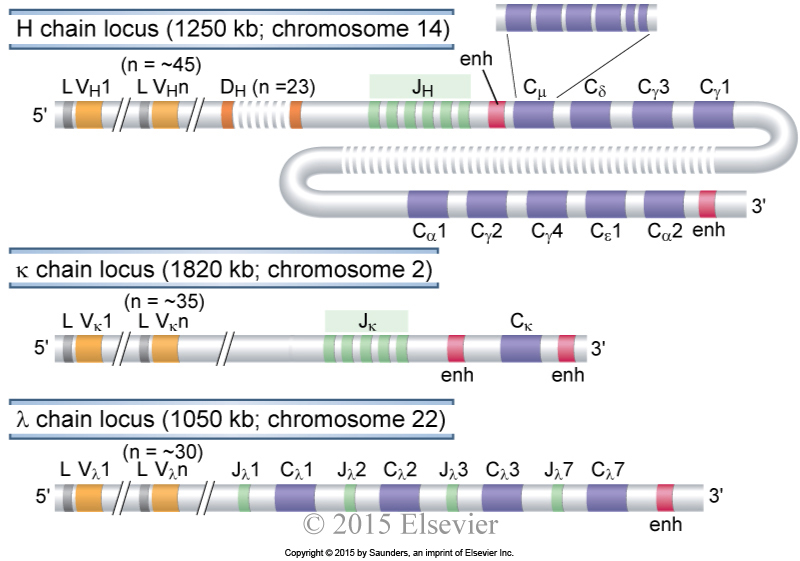 H chain locus (1250 kb; chromosome 14)
enh
(n = ~45)
L VH1 L VHn DH (n =23) JH Cμ Cδ Cγ3 Cγ1
5'
3'
Cα1 Cγ2 Cγ4 Cε1 Cα2 enh
κ chain locus (1820 kb; chromosome 2)
(n = ~35)
L Vκ1 L Vκn Jκ Cκ
5' 3'
enh enh
λ chain locus (1050 kb; chromosome 22)
(n = ~30)
L Vλ1 L Vλn Jλ1 Cλ1 Jλ2 Cλ2 Jλ3 Cλ3 Jλ7 Cλ7
5' 3'
enh
© 2015 Elsevier
Copyright © 2015 by Saunders, an imprint of Elsevier Inc.